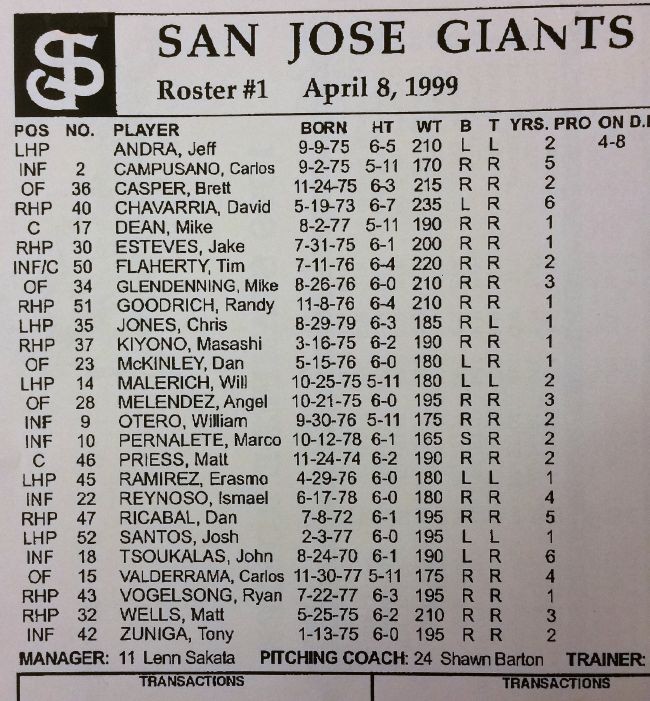 SJ
SAN JOSE GIANTS
Roster #1 April 8, 1999
POS NO. PLAYER BORN HT WT B T YRS. PRO ON D.
LHP ANDRA, Jeff 9-9-75 6-5 210 L L 2 4-8
INF 2 CAMPUSANO, Carlos 9-2-75 5-11 170 R R 5
OF 36 CASPER, Brett 11-24-75 6-3 215 R R 2
RHP 40 CHAVARRIA, David 5-19-73 6-7 235 L R 6
C 17 DEAN, Mike 8-2-77 5-11 190 R R 1
RHP 30 ESTEVES, Jake 7-31-75 6-1 200 R R 1
INF/C 50 FLAHERTY, Tim 7-11-76 6-4 220 R R 2
OF 34 GLENDENNING, Mike 8-26-76 6-0 210 R R 3
RHP 51 GOODRICH, Randy 11-8-76 6-4 210 R R 1
LHP 35 JONES, Chris 8-29-79 6-3 185 R L 1
RHP 37 KIYONO, Masashi 3-16-75 6-2 190 R R 1
OF 23 McKINLEY, Dan 5-15-76 6-0 180 L R 1
LHP 14 MALERICH, Will 10-25-75 5-11 180 L L 2
OF 28 MELENDEZ, Angel 10-21-75 6-0 195 R R 3
INF 9 OTERO, William 9-30-76 5-11 175 R R 2
INF 10 PERNALETE, Marco 10-12-78 6-1 165 S R 2
C 46 PRIESS, Matt 11-24-74 6-2 190 R R 2
LHP 45 RAMIREZ, Erasmo 4-29-76 6-0 180 L L 1
INF 22 REYNOSO, Ismael 6-17-78 6-0 180 R R 4
RHP 47 RICABAL, Dan 7-8-72 6-1 195 R R 5
LHP 52 SANTOS, Josh 2-3-77 6-0 195 L L 1
INF 18 TSOUKALAS, John 8-24-70 6-1 190 L R 6
OF 15 VALDERRAMA, Carlos 11-30-77 5-11 175 R R 4
RHP 43 VOGELSONG, Ryan 7-22-77 6-3 195 R R 1
RHP 32 WELLS, Matt 5-25-75 6-2 210 R R 3
INF 42 ZUNIGA, Tony 1-13-75 6-0 195 R R 2
MANAGER: 11 Lenn Sakata PITCHING COACH: 24 Shawn Barton TRAINER:
TRANSACTIONS TRANSACTIONS